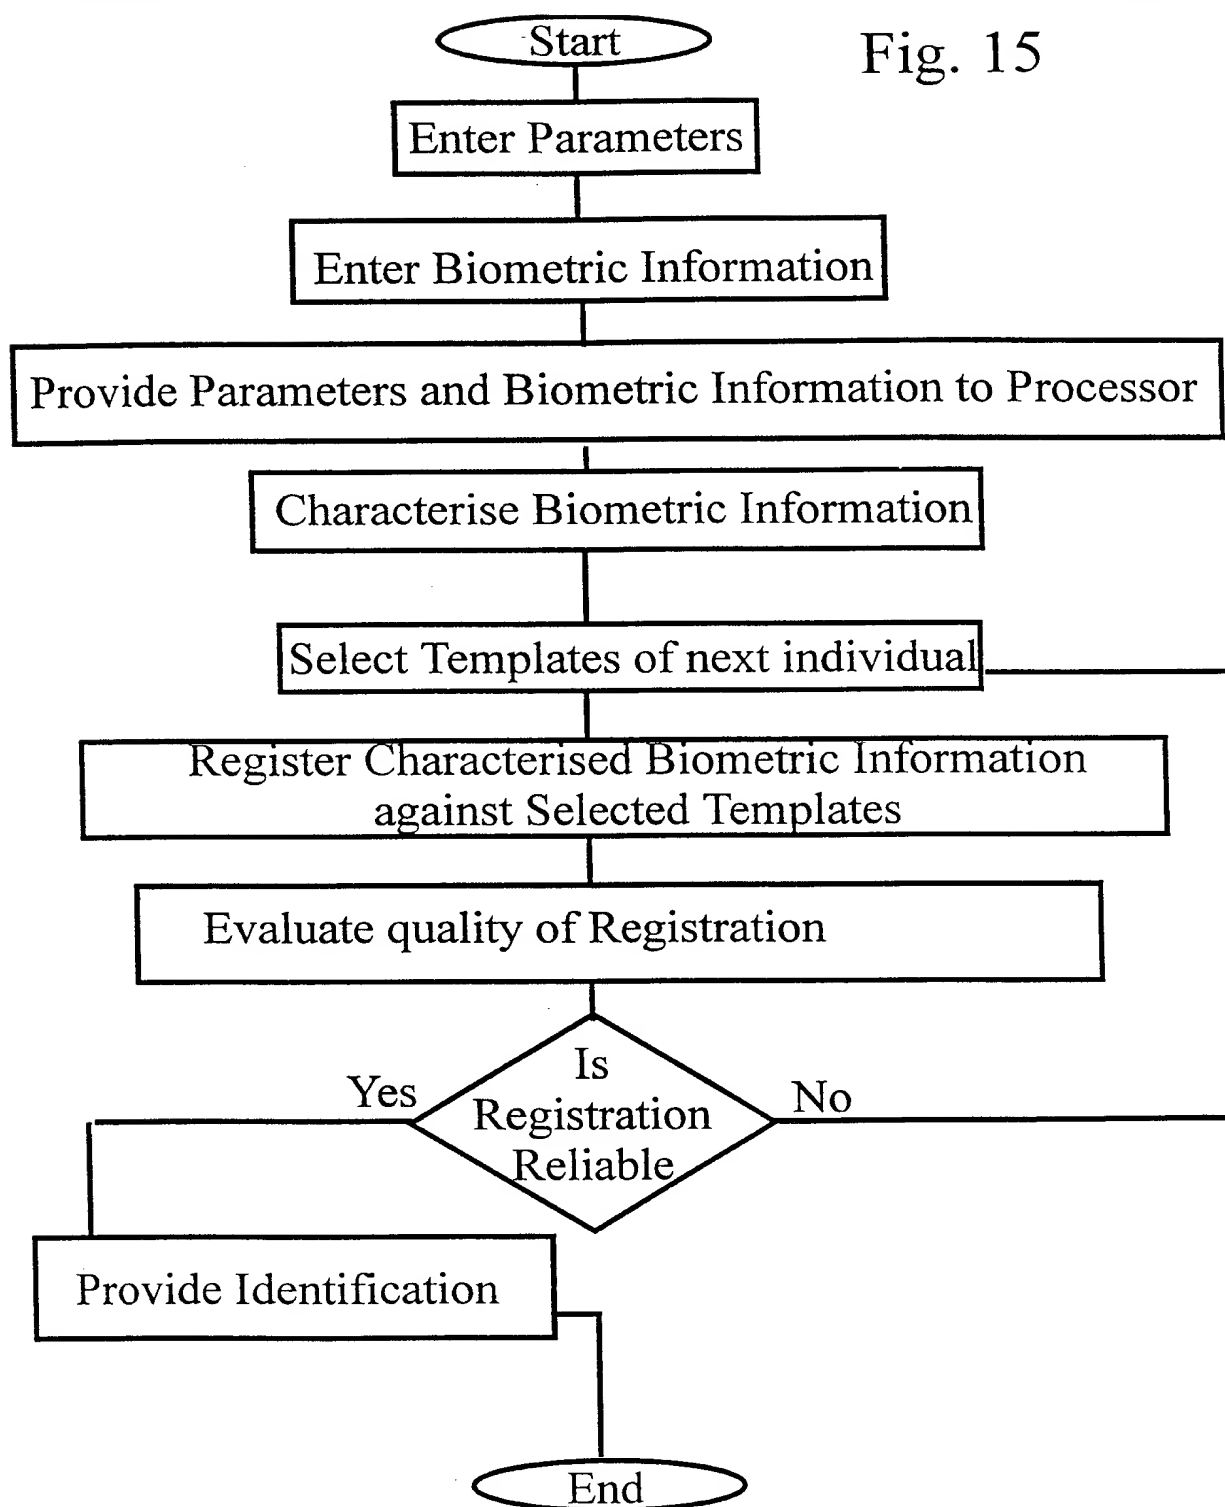 Start
Fig. 15
Enter Parameters
Enter Biometric Information
Provide Parameters and Biometric Information to Processor
Characterise Biometric Information
Select Templates of next individual
Register Characterised Biometric Information
against Selected Templates
Evaluate quality of Registration
Is
Registration
Reliable
Yes
No
Provide Identification
End